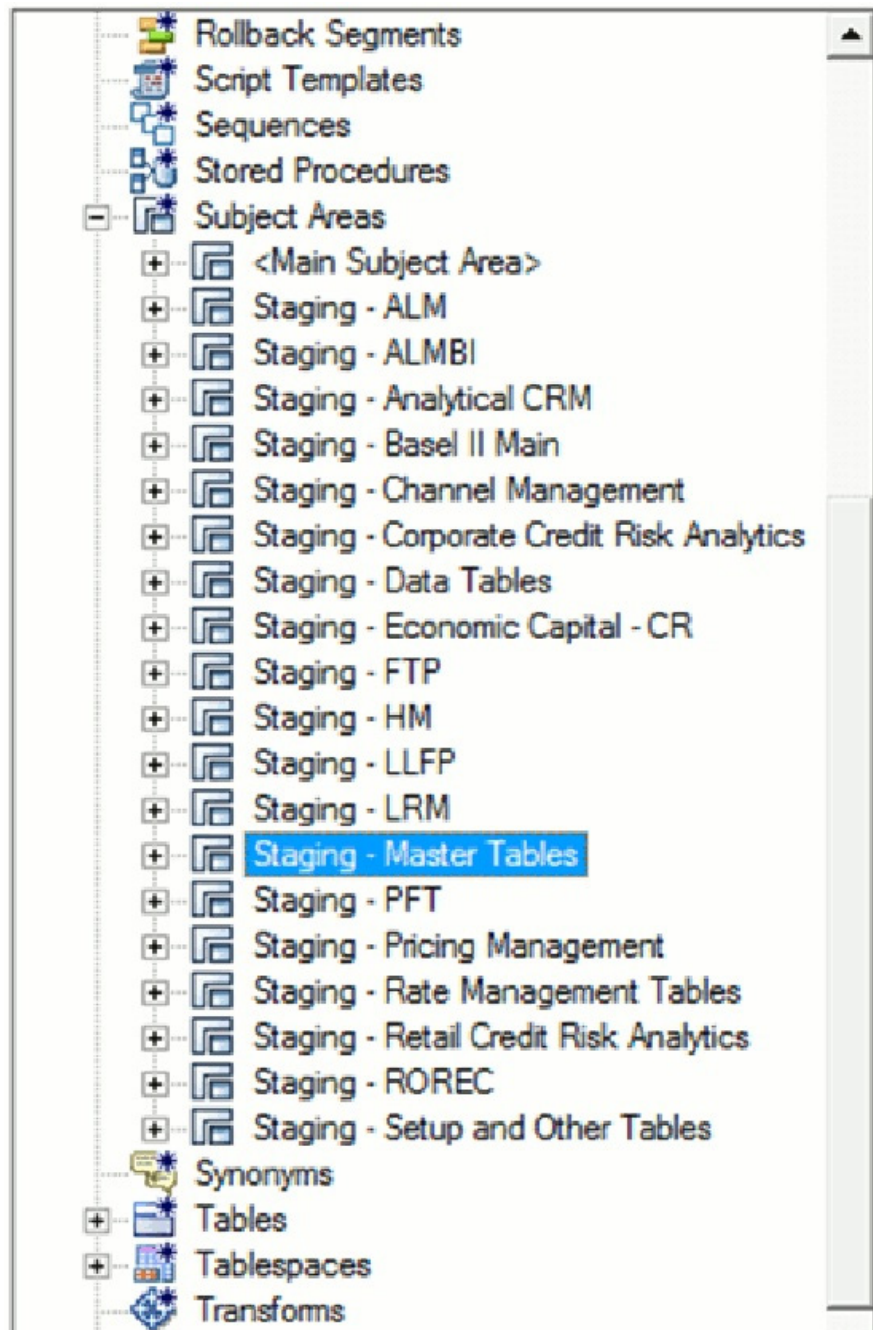 Rollback Segments
Script Templates
Sequences
Stored Procedures
Subject Areas
<Main Subject Area>
Staging - ALM
Staging - ALMBI
Staging - Analytical CRM
Staging - Basel II Main
Staging - Channel Management
Staging - Corporate Credit Risk Analytics
Staging - Data Tables
Staging - Economic Capital - CR
Staging - FTP
Staging - HM
Staging - LLFP
Staging - LRM
Staging - Master Tables
Staging - PFT
Staging - Pricing Management
Staging - Rate Management Tables
Staging - Retail Credit Risk Analytics
Staging - ROREC
Staging - Setup and Other Tables
Synonyms
Tables
Tablespaces
Transforms